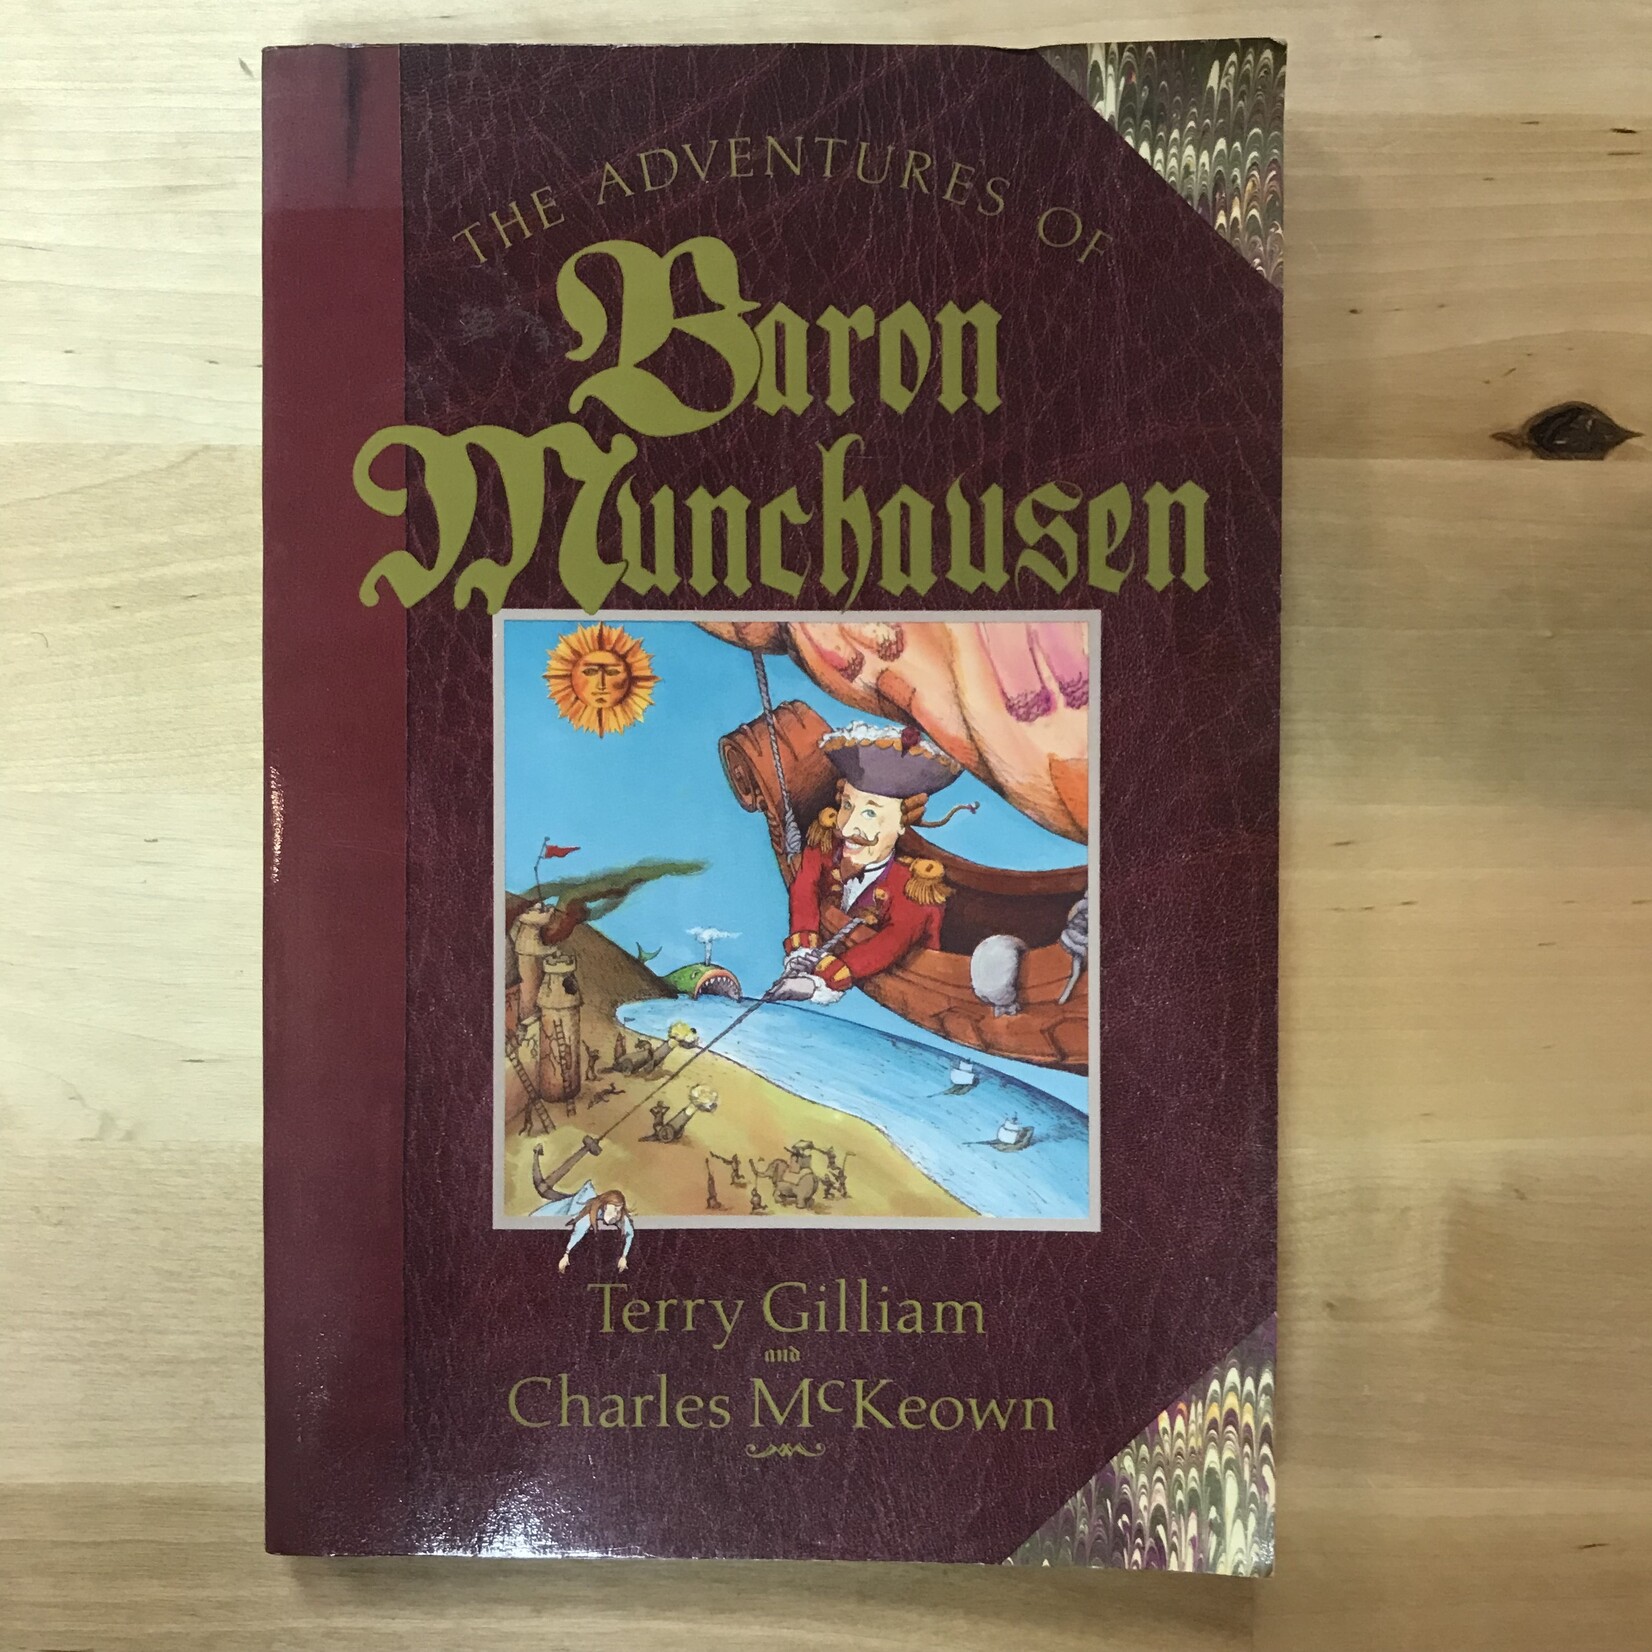 THE ADVENTURES OF
Baron
Munchausen
Terry Gilliam
and
Charles McKeown